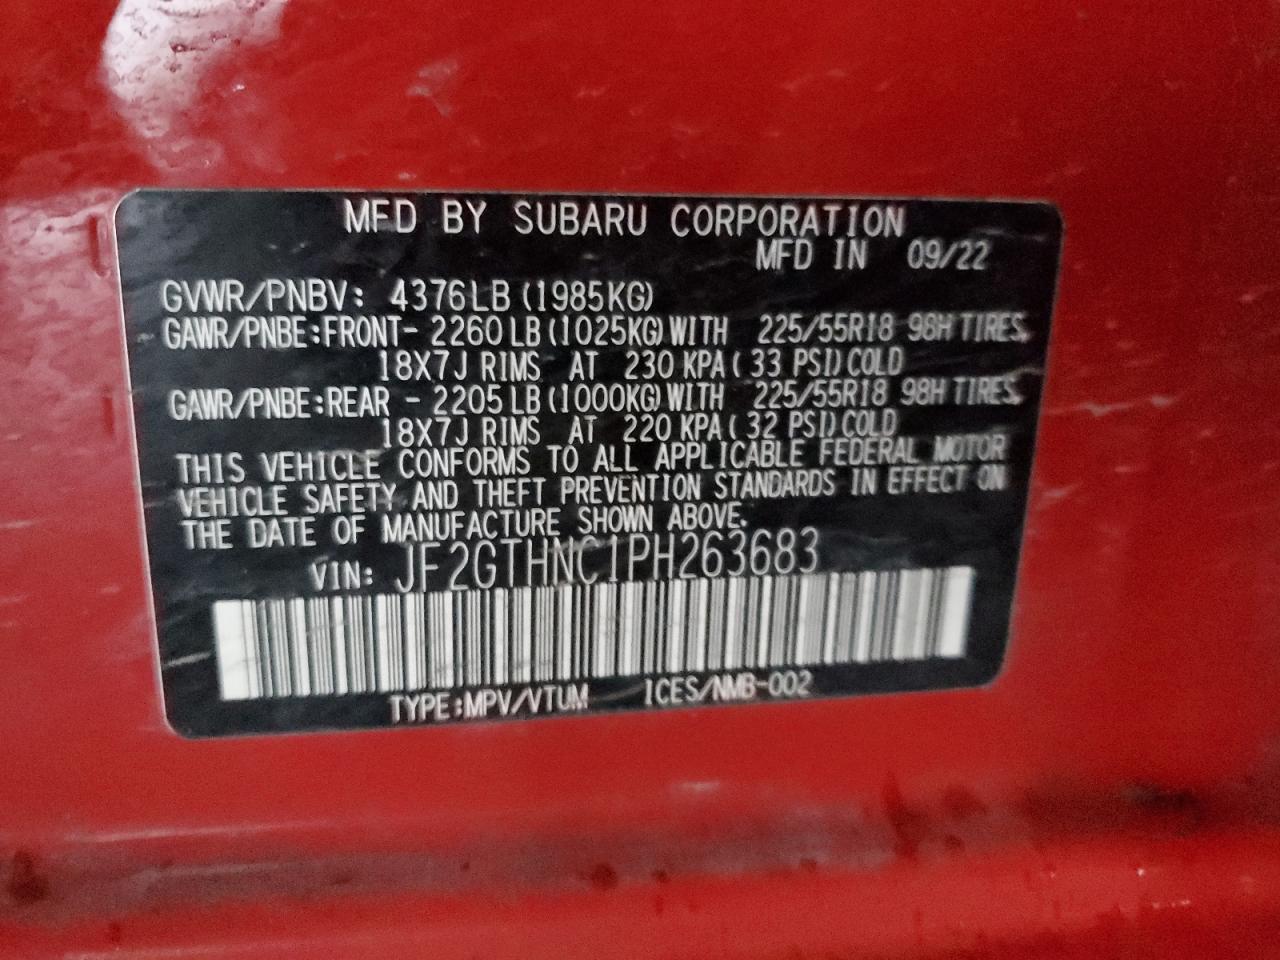 MFD BY SUBARU CORPORATION
MFD IN 09/22
GVWR/PNBV: 4376LB (1985KG)
GAWR/PNBE:FRONT- 2260LB (1025KG) WITH 225/55R18 98H TIRES,
18X7J RIMS AT 230 KPA ( 33 PSI) COLD
GAWR/PNBE:REAR - 2205LB (1000KG) WITH 225/55R18 98H TIRES,
18X7J RIMS AT 220 KPA ( 32 PSI) COLD
THIS VEHICLE CONFORMS TO ALL APPLICABLE FEDERAL MOTOR
VEHICLE SAFETY AND THEFT PREVENTION STANDARDS IN EFFECT ON
THE DATE OF MANUFACTURE SHOWN ABOVE.
VIN: JF2GTHNC1PH263683
TYPE:MPV/VTUM ICES/NMB-002